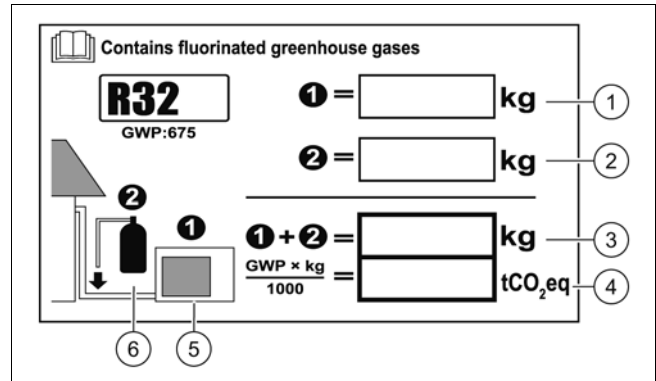 Contains fluorinated greenhouse gases
R32
GWP:675
❶ = kg ①
❷ = kg ②
❷
❶
❶ + ❷ = kg ③
GWP × kg
1000
= tCO₂eq ④
⑥ ⑤